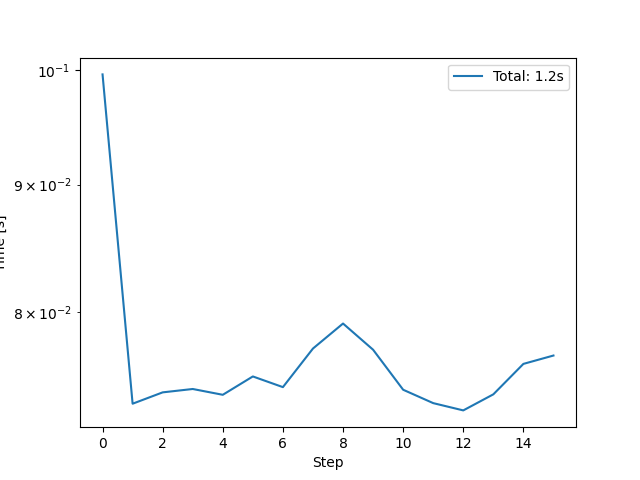 Total: 1.2s
10⁻¹
9 × 10⁻²
8 × 10⁻²
[s]
0 2 4 6 8 10 12 14
Step